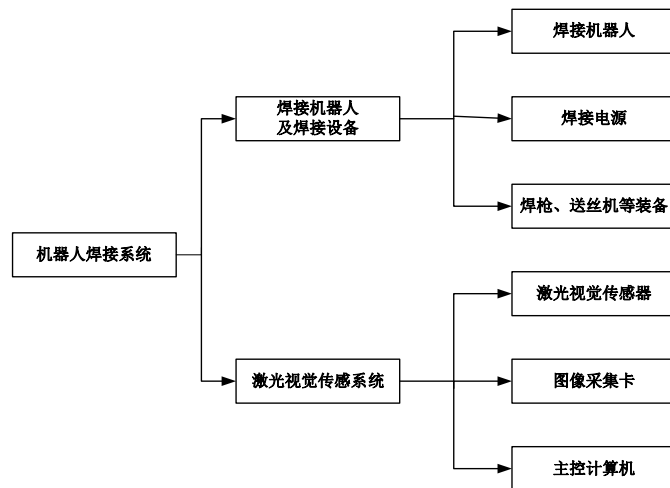 焊接机器人
焊接机器人
及焊接设备
焊接电源
焊枪、送丝机等装备
机器人焊接系统
激光视觉传感器
激光视觉传感系统
图像采集卡
主控计算机